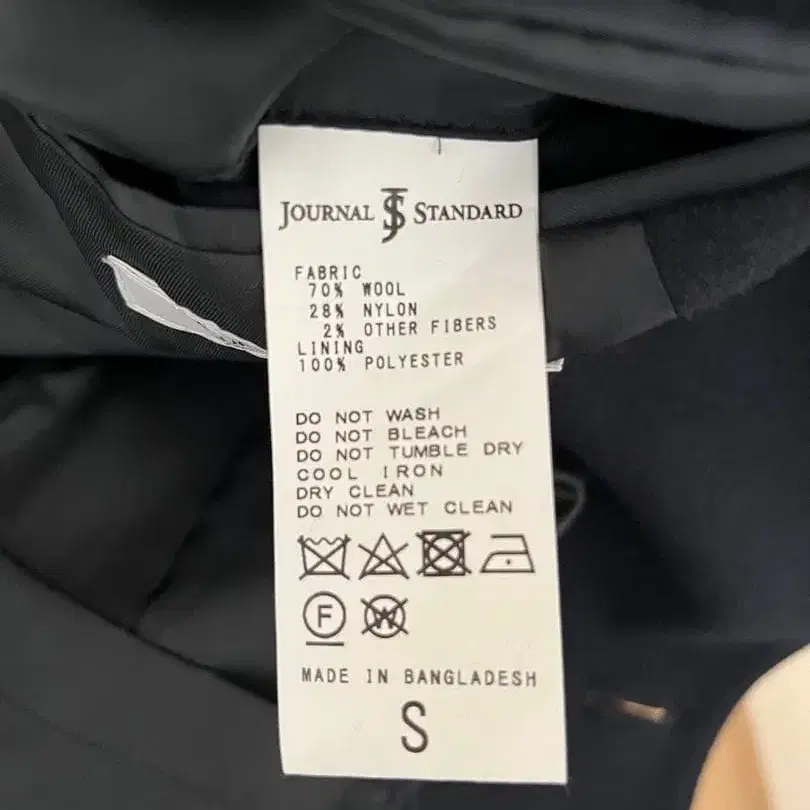 JOURNAL JS STANDARD
FABRIC
70% WOOL
28% NYLON
2% OTHER FIBERS
LINING
100% POLYESTER
DO NOT WASH
DO NOT BLEACH
DO NOT TUMBLE DRY
COOL IRON
DRY CLEAN
DO NOT WET CLEAN
F W
MADE IN BANGLADESH
S